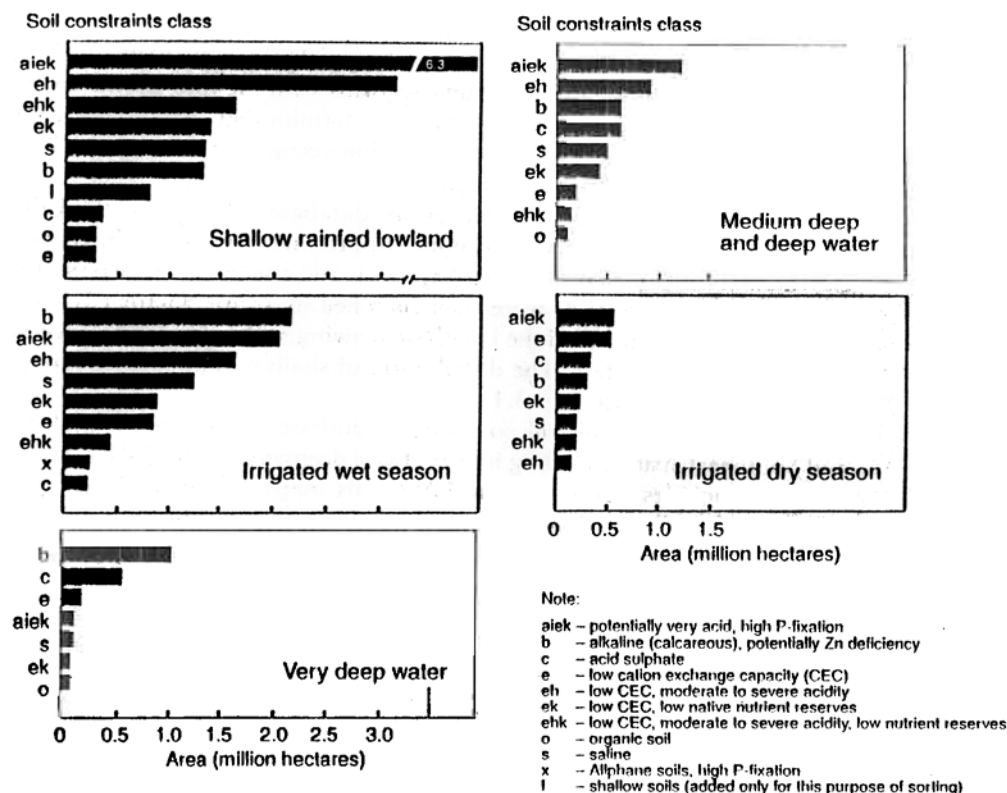 Soil constraints class
aiek
6.3
eh
ehk
ek
s
b
l
c
o
e
Shallow rainfed lowland
b
aiek
eh
s
ek
e
ehk
x
c
Irrigated wet season
b
c
e
aiek
s
ek
o
Very deep water
0 0.5 1.0 1.5 2.0 2.5 3.0
Area (million hectares)
Soil constraints class
aiek
eh
b
c
s
ek
e
ehk
o
Medium deep
and deep water
aiek
e
c
b
ek
s
ehk
eh
Irrigated dry season
0 0.5 1.0 1.5
Area (million hectares)
Note:
aiek – potentially very acid, high P-fixation
b – alkaline (calcareous), potentially Zn deficiency
c – acid sulphate
e – low cation exchange capacity (CEC)
eh – low CEC, moderate to severe acidity
ek – low CEC, low native nutrient reserves
ehk – low CEC, moderate to severe acidity, low nutrient reserves
o – organic soil
s – saline
x – Allphane soils, high P-fixation
l – shallow soils (added only for this purpose of sorting)